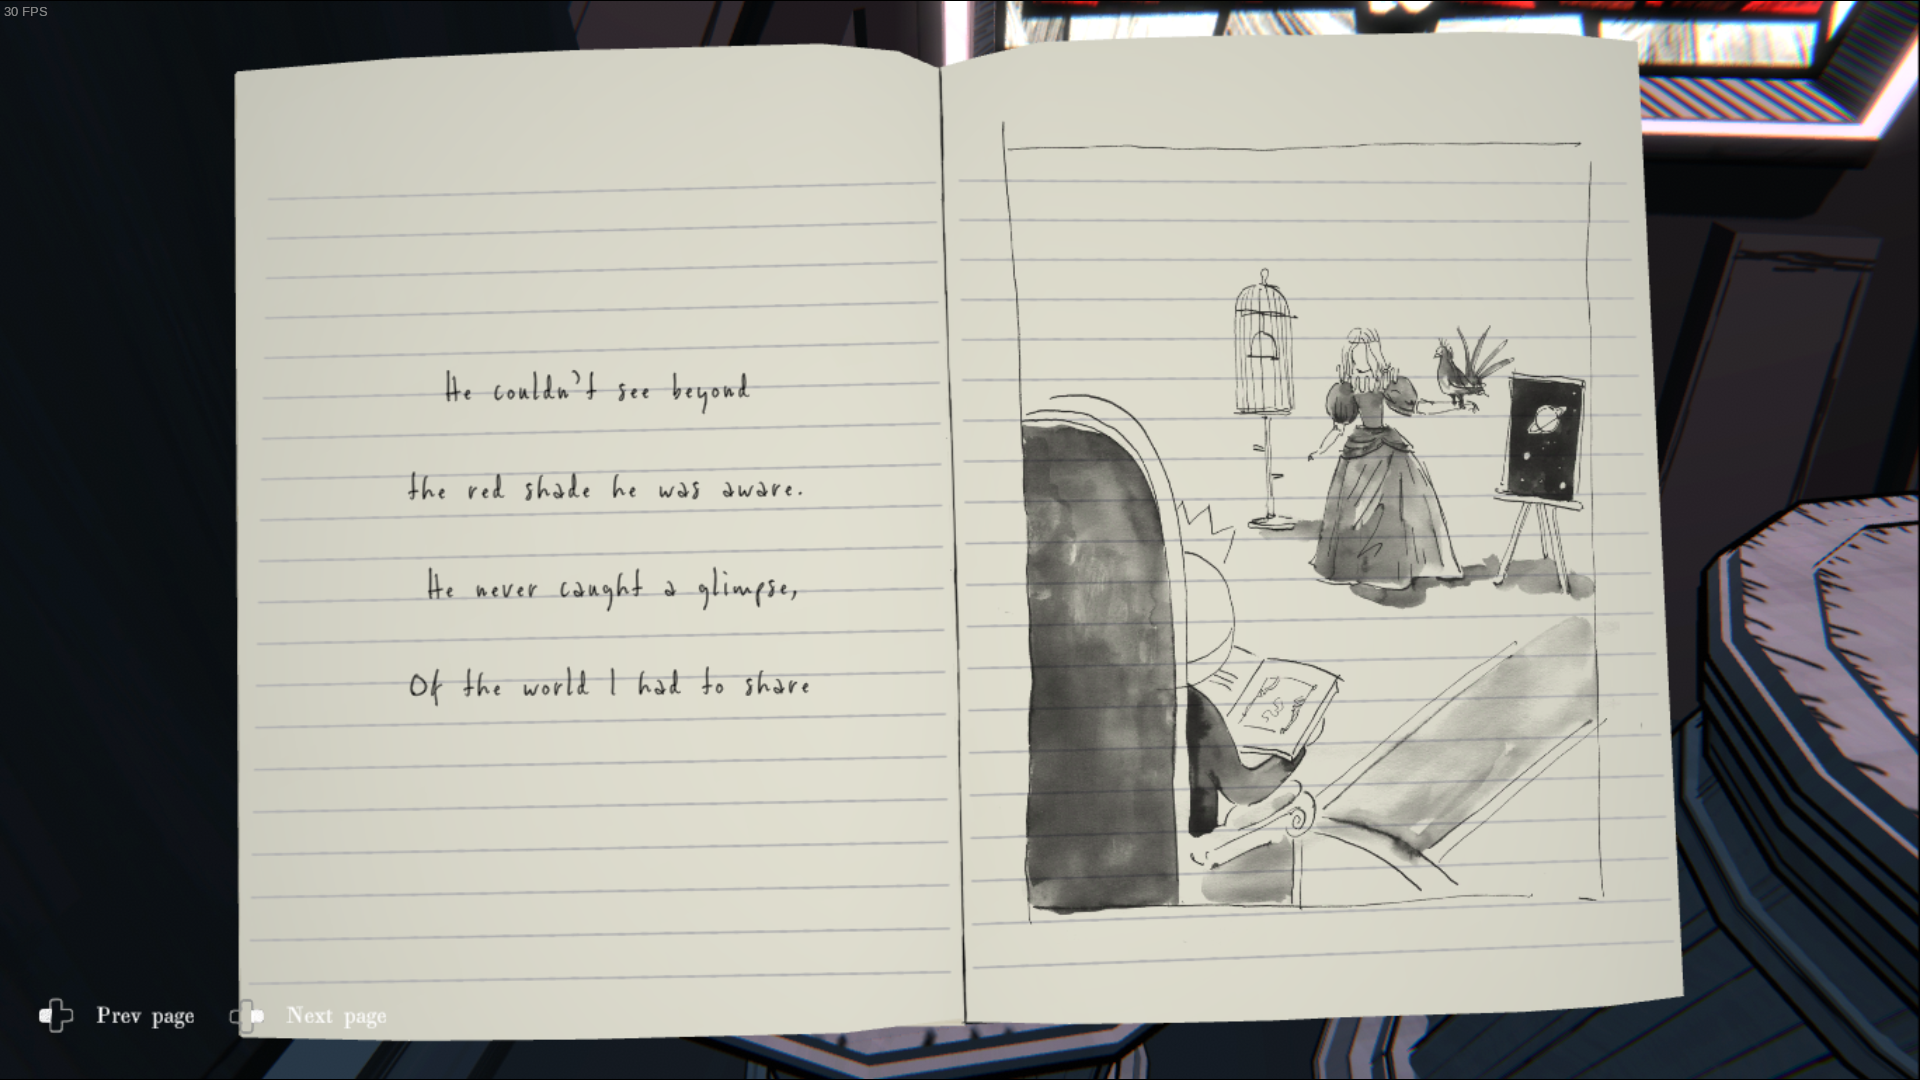 30 FPS
He couldn't see beyond
the red shade he was aware.
He never caught a glimpse,
Of the world I had to share
Prev page
Next page